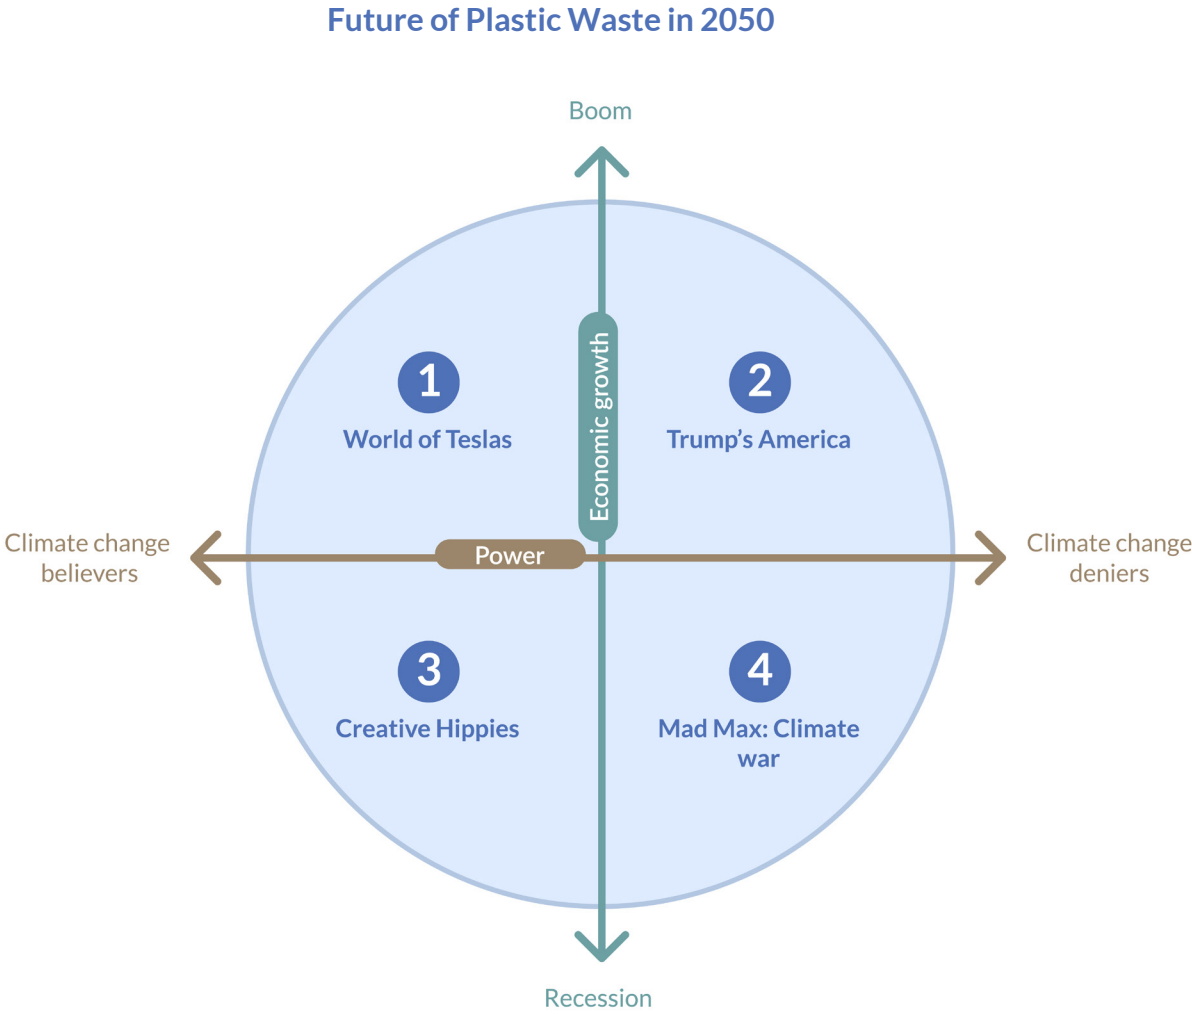 Future of Plastic Waste in 2050
Boom
Economic growth
1
World of Teslas
2
Trump’s America
Climate change
believers
Power
Climate change
deniers
3
Creative Hippies
4
Mad Max: Climate
war
Recession